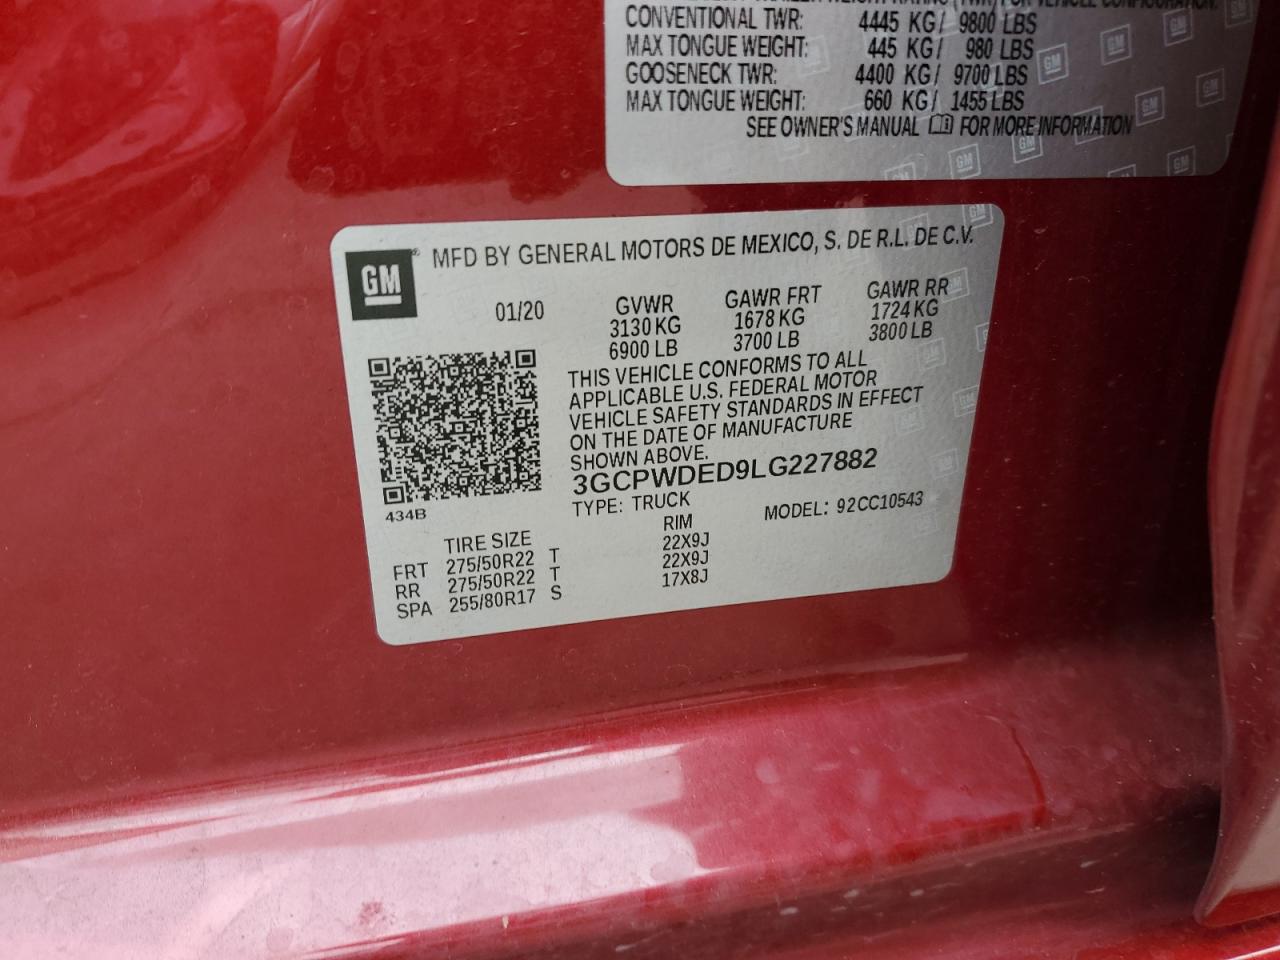 CONVENTIONAL TWR: 4445 KG/ 9800 LBS
MAX TONGUE WEIGHT: 445 KG/ 980 LBS
GOOSENECK TWR: 4400 KG/ 9700 LBS
MAX TONGUE WEIGHT: 660 KG/ 1455 LBS
SEE OWNER'S MANUAL FOR MORE INFORMATION
GM® MFD BY GENERAL MOTORS DE MEXICO, S. DE R.L. DE C.V.
01/20 GVWR GAWR FRT GAWR RR
3130 KG 1678 KG 1724 KG
6900 LB 3700 LB 3800 LB
THIS VEHICLE CONFORMS TO ALL
APPLICABLE U.S. FEDERAL MOTOR
VEHICLE SAFETY STANDARDS IN EFFECT
ON THE DATE OF MANUFACTURE
SHOWN ABOVE.
3GCPWDED9LG227882
434B TYPE: TRUCK MODEL: 92CC10543
TIRE SIZE RIM
FRT 275/50R22 T 22X9J
RR 275/50R22 T 22X9J
SPA 255/80R17 S 17X8J